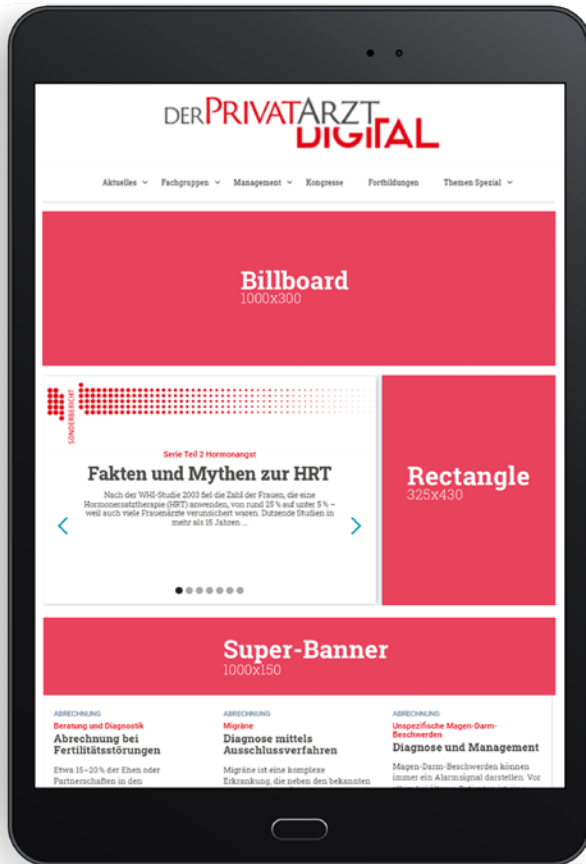 DERPRIVATARZT
DIGITAL
Aktuelles Fachgruppen Management Kongresse Fortbildungen Themen Spezial
Billboard
1000x300
SONDERBERICHT
Serie Teil 2 Hormonangst
Fakten und Mythen zur HRT
Nach der WHI-Studie 2003 fiel die Zahl der Frauen, die eine
Hormonersatztherapie (HRT) anwenden, von rund 25 % auf unter 5 % –
weil auch viele Frauenärzte verunsichert waren. Dutzende Studien in
mehr als 15 Jahren ...
Rectangle
325x430
Super-Banner
1000x150
ABRECHNUNG
Beratung und Diagnostik
Abrechnung bei
Fertilitätsstörungen
Etwa 15–20 % der Ehen oder
Partnerschaften in den
ABRECHNUNG
Migräne
Diagnose mittels
Ausschlussverfahren
Migräne ist eine komplexe
Erkrankung, die neben den bekannten
ABRECHNUNG
Unspezifische Magen-Darm-
Beschwerden
Diagnose und Management
Magen-Darm-Beschwerden können
immer ein Alarmsignal darstellen. Vor